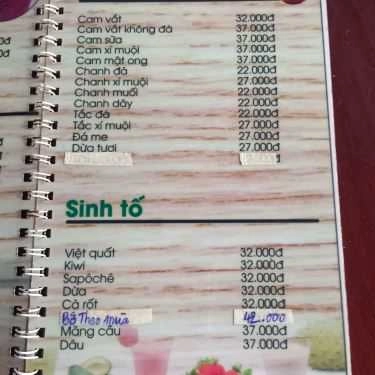 Cam vắt 32.000đ
Cam vắt không đá 37.000đ
Cam sữa 37.000đ
Cam xí muội 37.000đ
Cam mật ong 37.000đ
Chanh đá 22.000đ
Chanh xí muội 27.000đ
Chanh muối 22.000đ
Chanh dây 22.000đ
Tắc đá 22.000đ
Tắc xí muội 27.000đ
Đá me 27.000đ
Dừa tươi 27.000đ
Sinh tố
Việt quất 32.000đ
Kiwi 32.000đ
Sapôchê 32.000đ
Dừa 32.000đ
Cà rốt 32.000đ
Bơ Theo mùa 42.000
Mãng cầu 37.000đ
Dâu 37.000đ